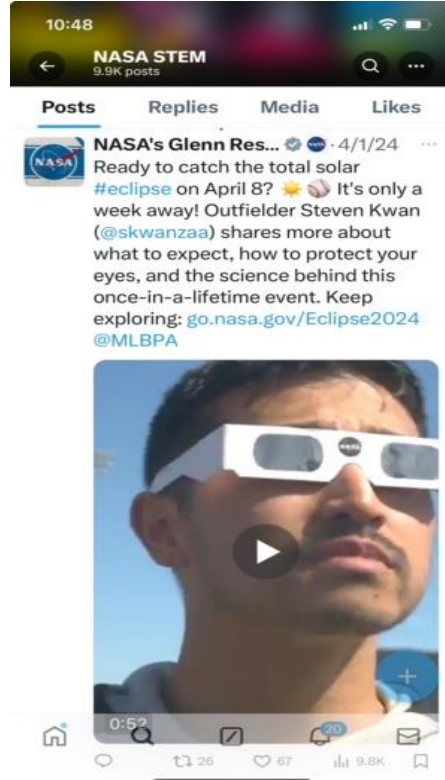 10:48
NASA STEM
9.9K posts
Posts Replies Media Likes
NASA
NASA's Glenn Res... · 4/1/24
Ready to catch the total solar
#eclipse on April 8? ☀️ ⚾ It's only a
week away! Outfielder Steven Kwan
(@skwanzaa) shares more about
what to expect, how to protect your
eyes, and the science behind this
once-in-a-lifetime event. Keep
exploring: go.nasa.gov/Eclipse2024
@MLBPA
NASA
0:52
20
26 67 9.8K